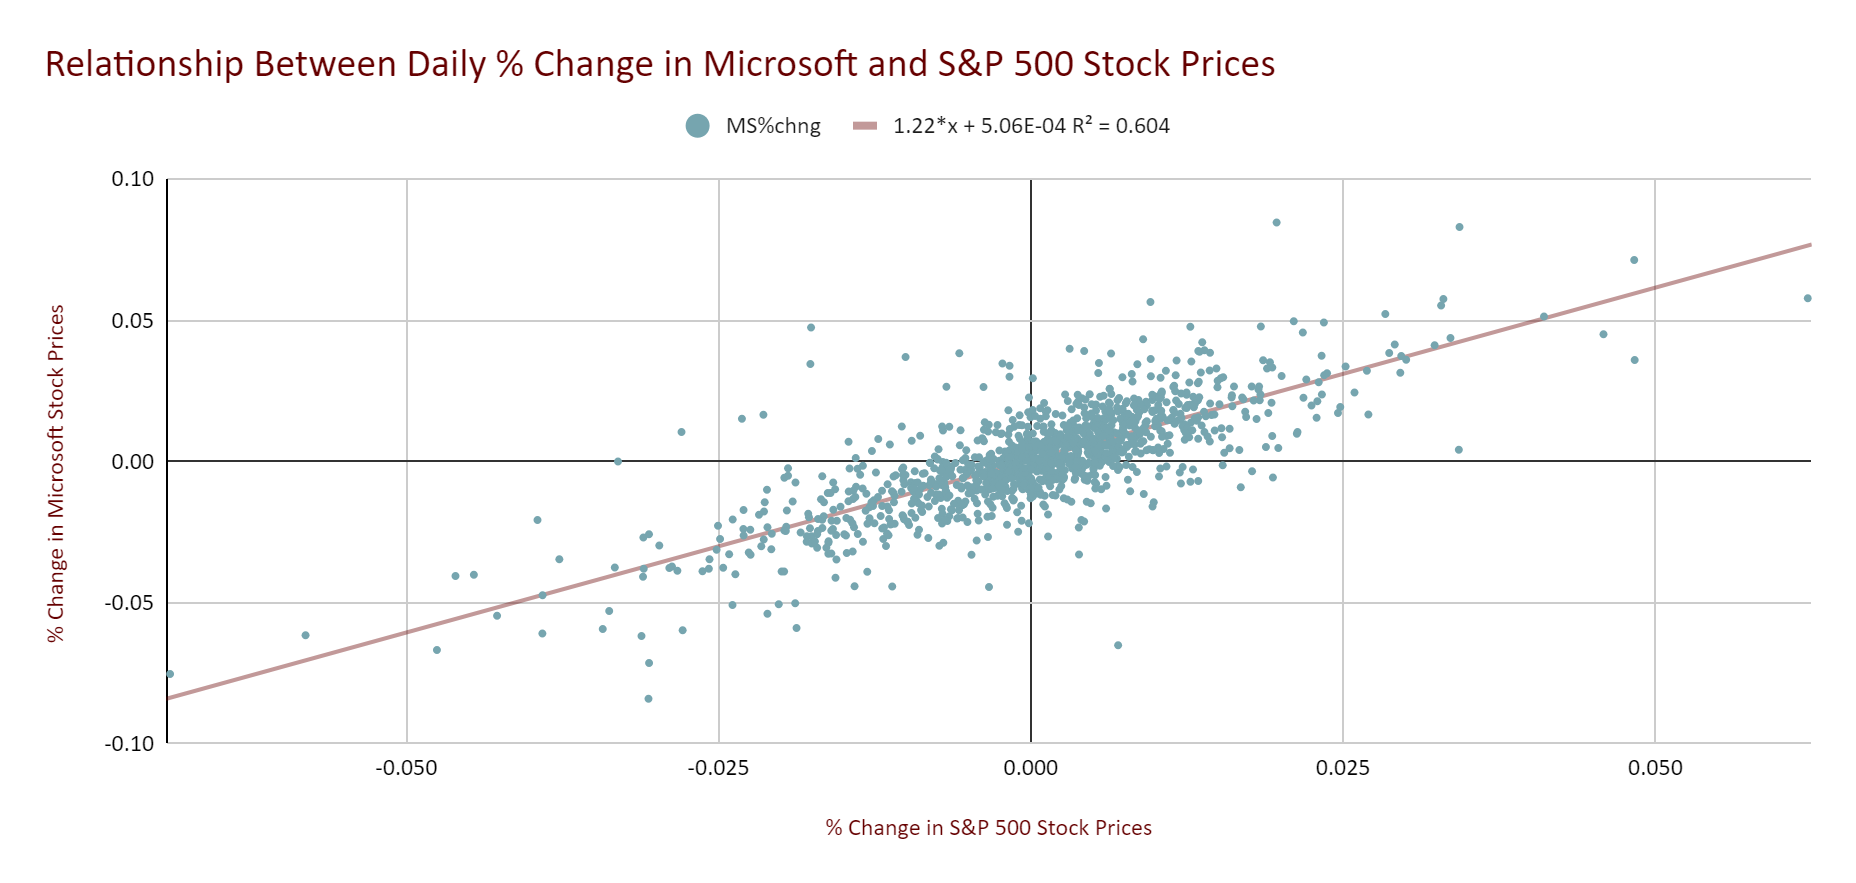 Relationship Between Daily % Change in Microsoft and S&P 500 Stock Prices
MS%chng 1.22*x + 5.06E-04 R² = 0.604
% Change in Microsoft Stock Prices
0.10
0.05
0.00
-0.05
-0.10
-0.050 -0.025 0.000 0.025 0.050
% Change in S&P 500 Stock Prices